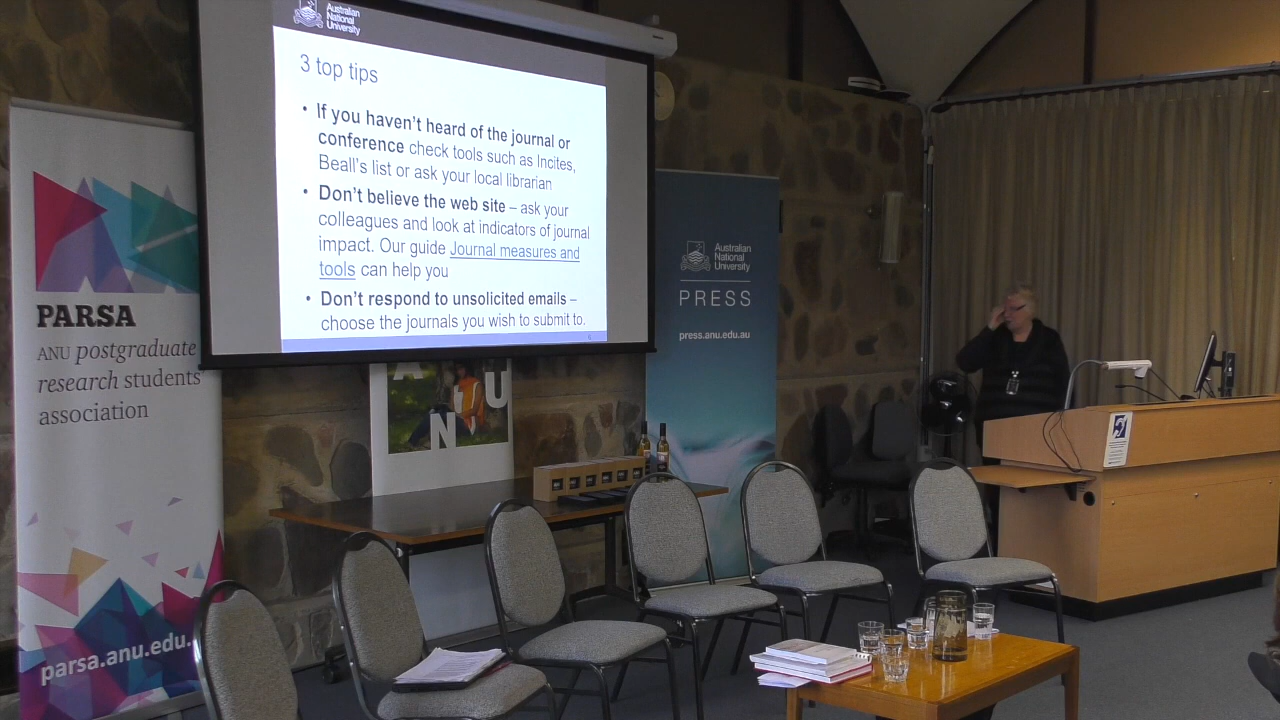 Australian
National
University
3 top tips
• If you haven't heard of the journal or
conference check tools such as Incites,
Beall's list or ask your local librarian
• Don't believe the web site – ask your
colleagues and look at indicators of journal
impact. Our guide Journal measures and
tools can help you
• Don't respond to unsolicited emails –
choose the journals you wish to submit to.
PARSA
ANU postgraduate
research students
association
parsa.anu.edu.
A U
N
Australian
National
University
PRESS
press.anu.edu.au